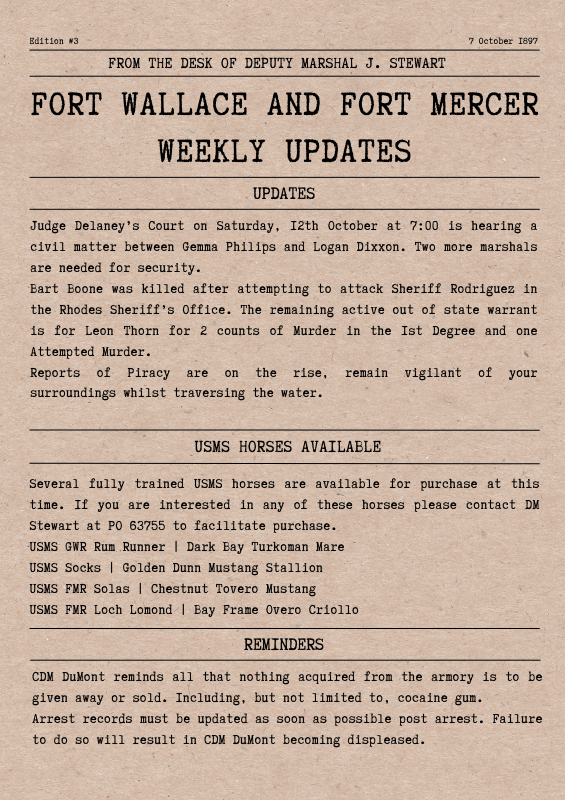 Edition #3
7 October 1897
FROM THE DESK OF DEPUTY MARSHAL J. STEWART
FORT WALLACE AND FORT MERCER
WEEKLY UPDATES
UPDATES
Judge Delaney's Court on Saturday, 12th October at 7:00 is hearing a
civil matter between Gemma Philips and Logan Dixxon. Two more marshals
are needed for security.
Bart Boone was killed after attempting to attack Sheriff Rodriguez in
the Rhodes Sheriff's Office. The remaining active out of state warrant
is for Leon Thorn for 2 counts of Murder in the 1st Degree and one
Attempted Murder.
Reports of Piracy are on the rise, remain vigilant of your
surroundings whilst traversing the water.
USMS HORSES AVAILABLE
Several fully trained USMS horses are available for purchase at this
time. If you are interested in any of these horses please contact DM
Stewart at PO 63755 to facilitate purchase.
USMS GWR Rum Runner | Dark Bay Turkoman Mare
USMS Socks | Golden Dunn Mustang Stallion
USMS FMR Solas | Chestnut Tovero Mustang
USMS FMR Loch Lomond | Bay Frame Overo Criollo
REMINDERS
CDM DuMont reminds all that nothing acquired from the armory is to be
given away or sold. Including, but not limited to, cocaine gum.
Arrest records must be updated as soon as possible post arrest. Failure
to do so will result in CDM DuMont becoming displeased.